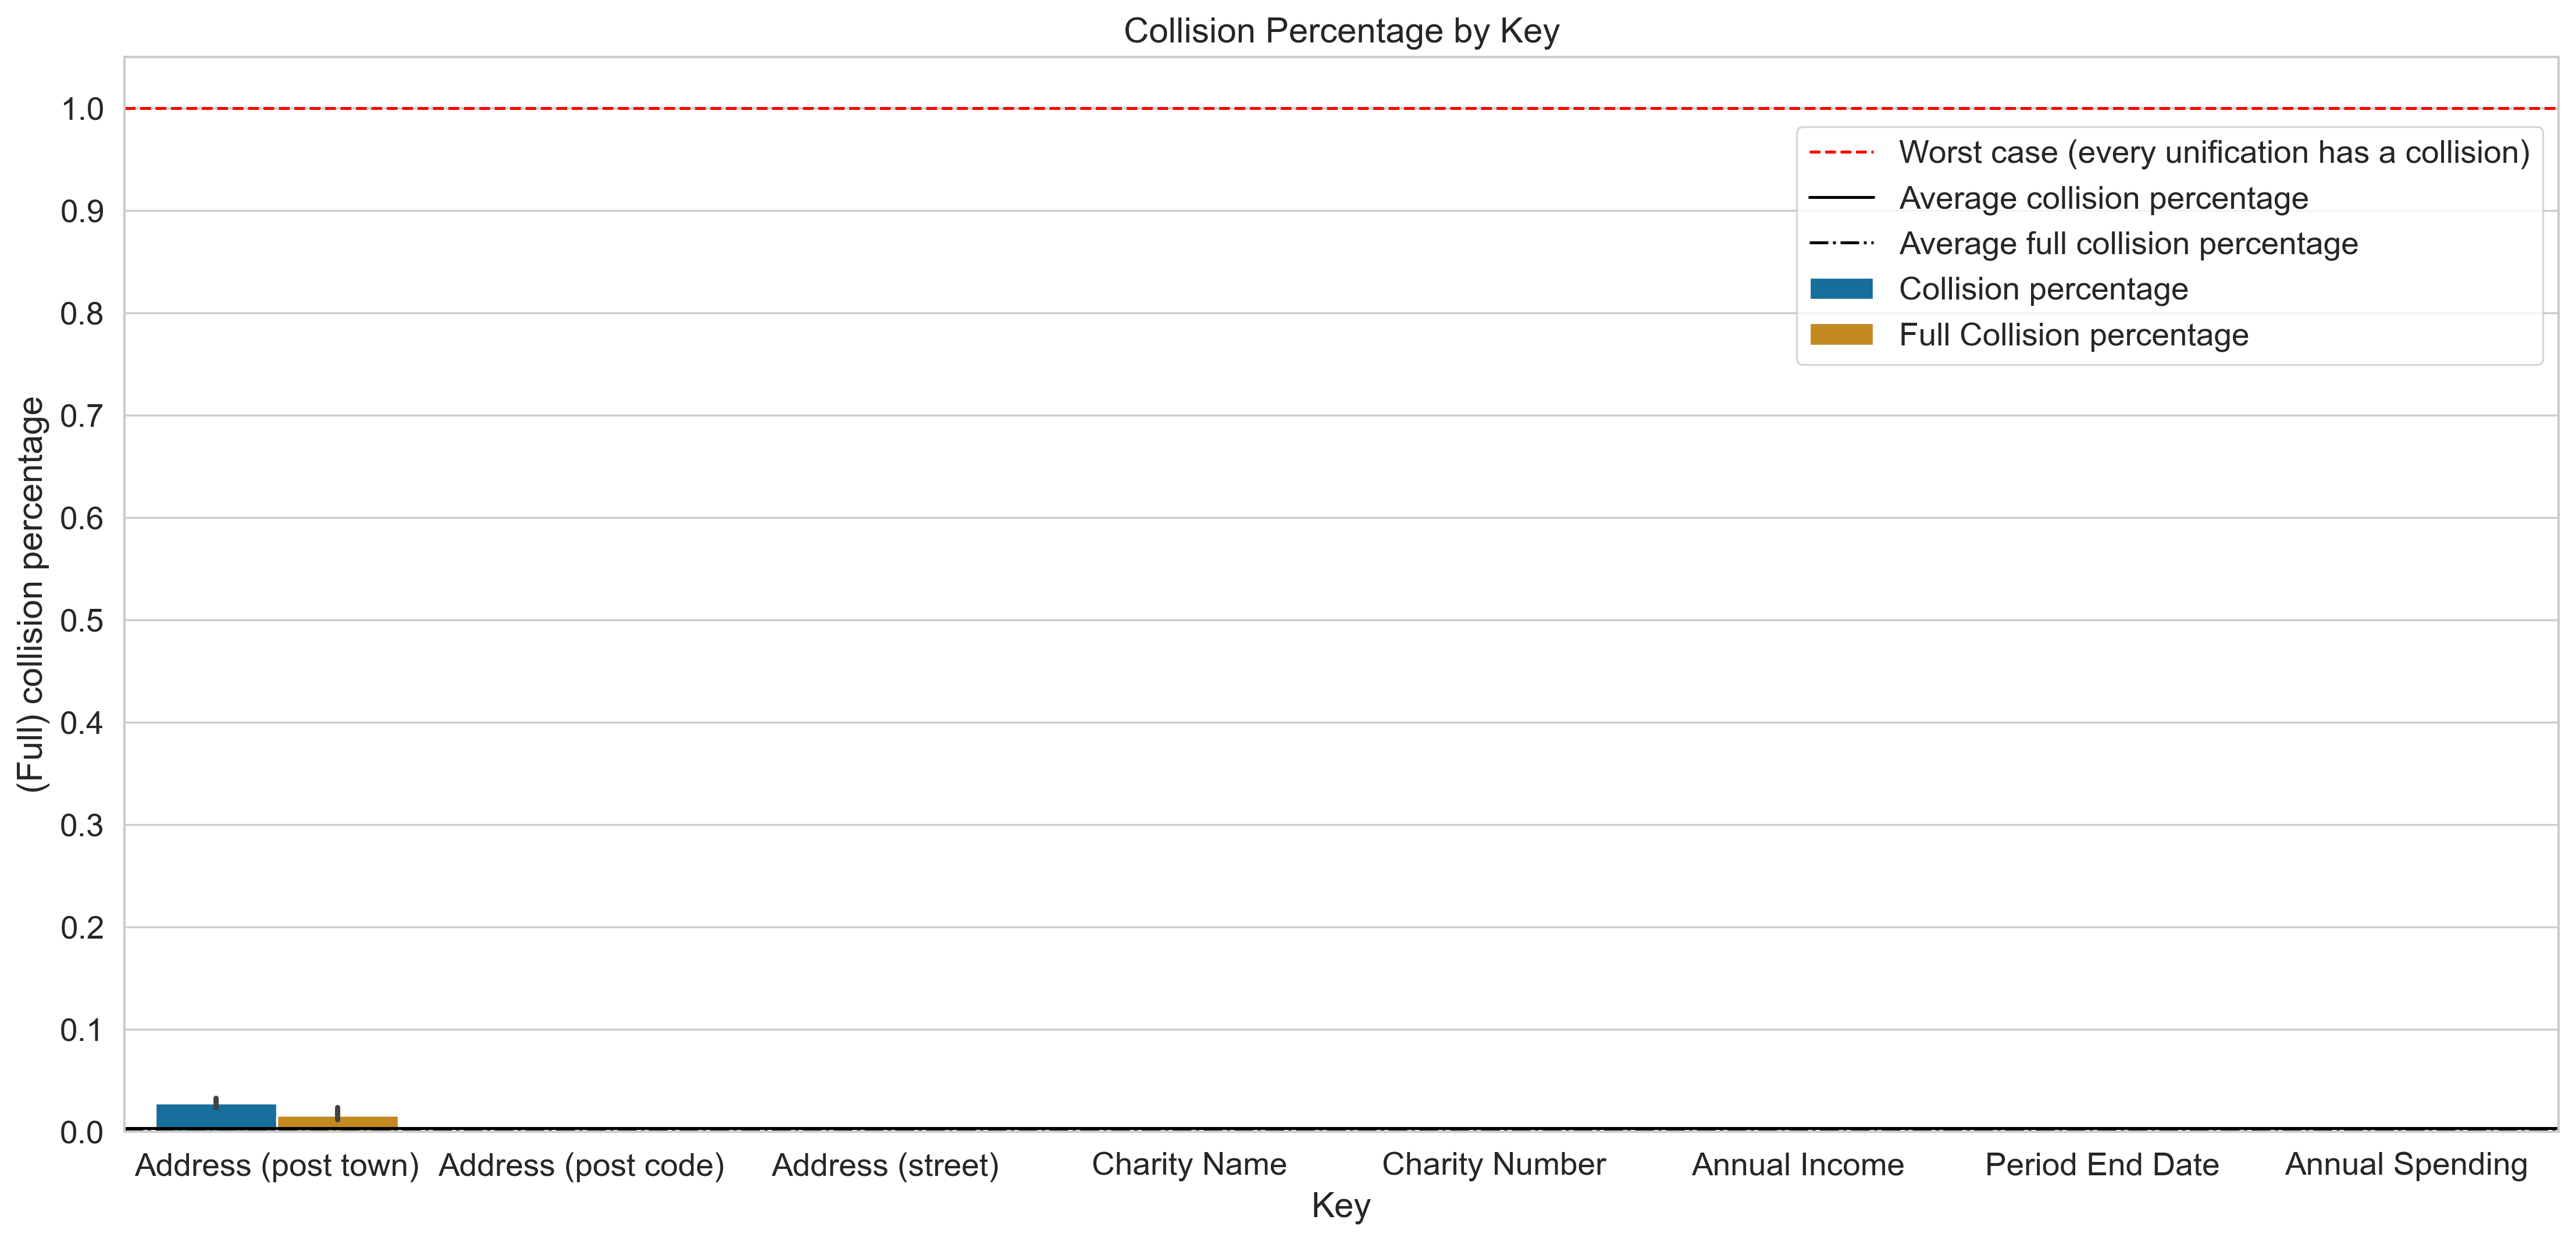 Collision Percentage by Key
1.0
0.9
0.8
0.7
0.6
0.5
0.4
0.3
0.2
0.1
0.0
(Full) collision percentage
Worst case (every unification has a collision)
Average collision percentage
Average full collision percentage
Collision percentage
Full Collision percentage
Address (post town) Address (post code) Address (street) Charity Name Charity Number Annual Income Period End Date Annual Spending
Key